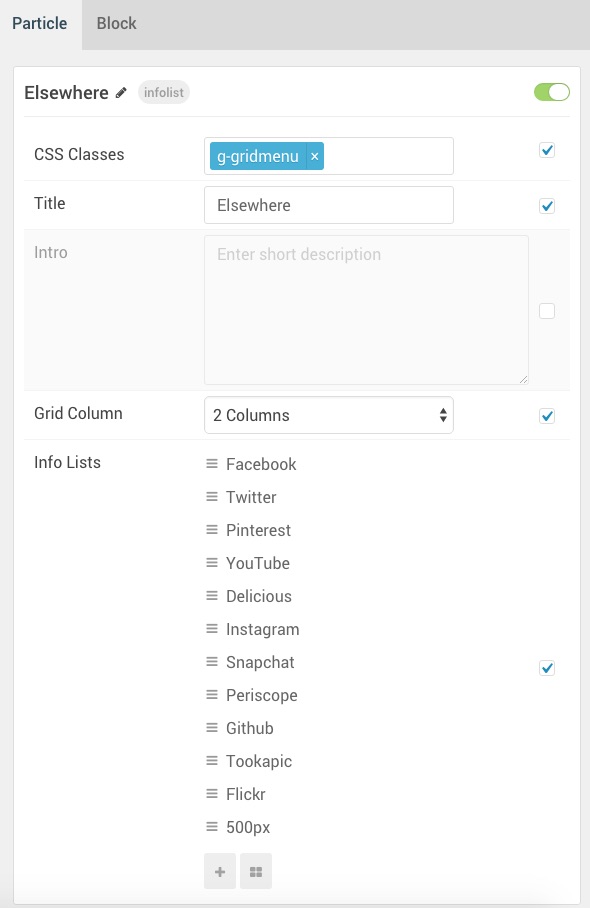 Particle Block
Elsewhere infolist
CSS Classes g-gridmenu ×
Title Elsewhere
Intro Enter short description
Grid Column 2 Columns
Info Lists Facebook
Twitter
Pinterest
YouTube
Delicious
Instagram
Snapchat
Periscope
Github
Tookapic
Flickr
500px